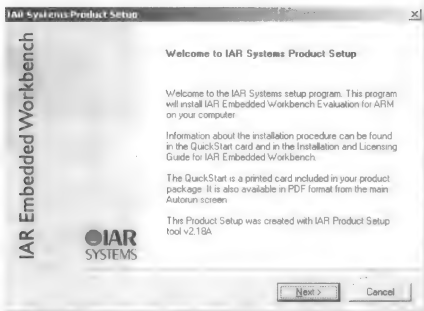 IAR Systems Product Setup
IAR Embedded Workbench
Welcome to IAR Systems Product Setup
Welcome to the IAR Systems setup program. This program
will install IAR Embedded Workbench Evaluation for ARM
on your computer.
Information about the installation procedure can be found
in the QuickStart card and in the Installation and Licensing
Guide for IAR Embedded Workbench.
The QuickStart is a printed card included in your product
package. It is also available in PDF format from the main
Autorun screen
This Product Setup was created with IAR Product Setup
tool v2.18A
IAR
SYSTEMS
Next >
Cancel